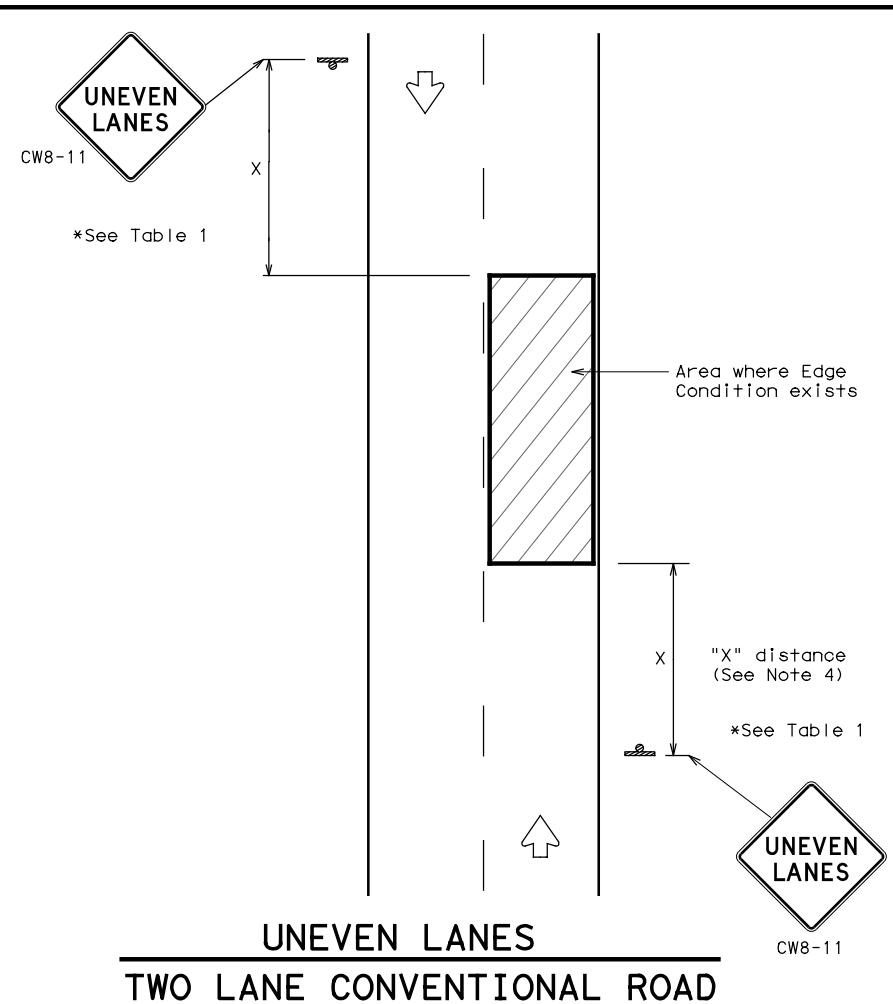 UNEVEN
LANES
CW8-11
X
*See Table 1
Area where Edge
Condition exists
X
"X" distance
(See Note 4)
*See Table 1
UNEVEN
LANES
CW8-11
UNEVEN LANES
TWO LANE CONVENTIONAL ROAD